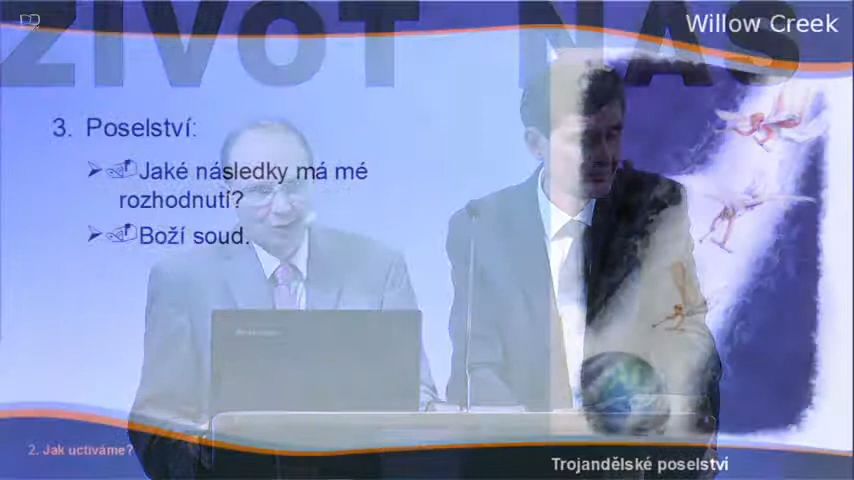 ŽIVOT NÁS
Willow Creek
3. Poselství:
Jaké následky má mé
rozhodnutí?
Boží soud.
2. Jak uctíváme?
Trojandělské poselství